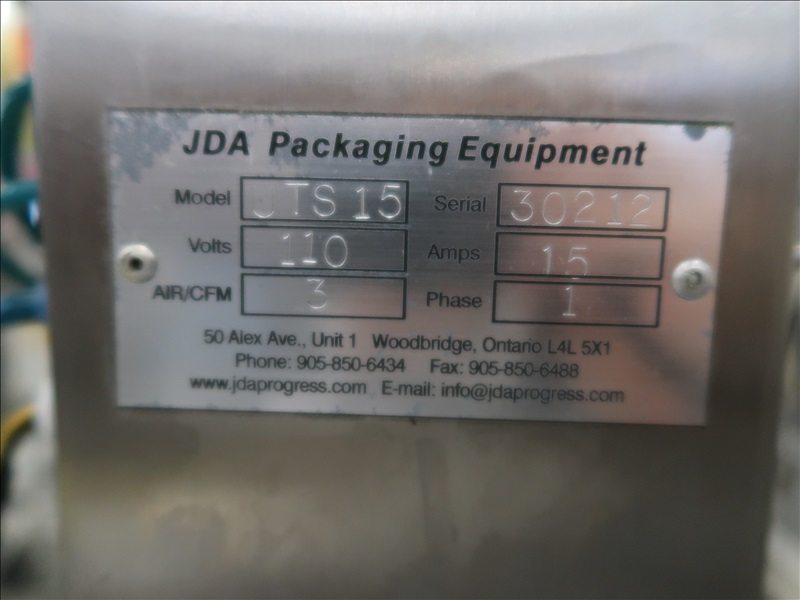 JDA Packaging Equipment
Model JTS 15 Serial 30212
Volts 110 Amps 15
AIR/CFM 3 Phase 1
50 Alex Ave., Unit 1 Woodbridge, Ontario L4L 5X1
Phone: 905-850-6434 Fax: 905-850-6488
www.jdaprogress.com E-mail: info@jdaprogress.com